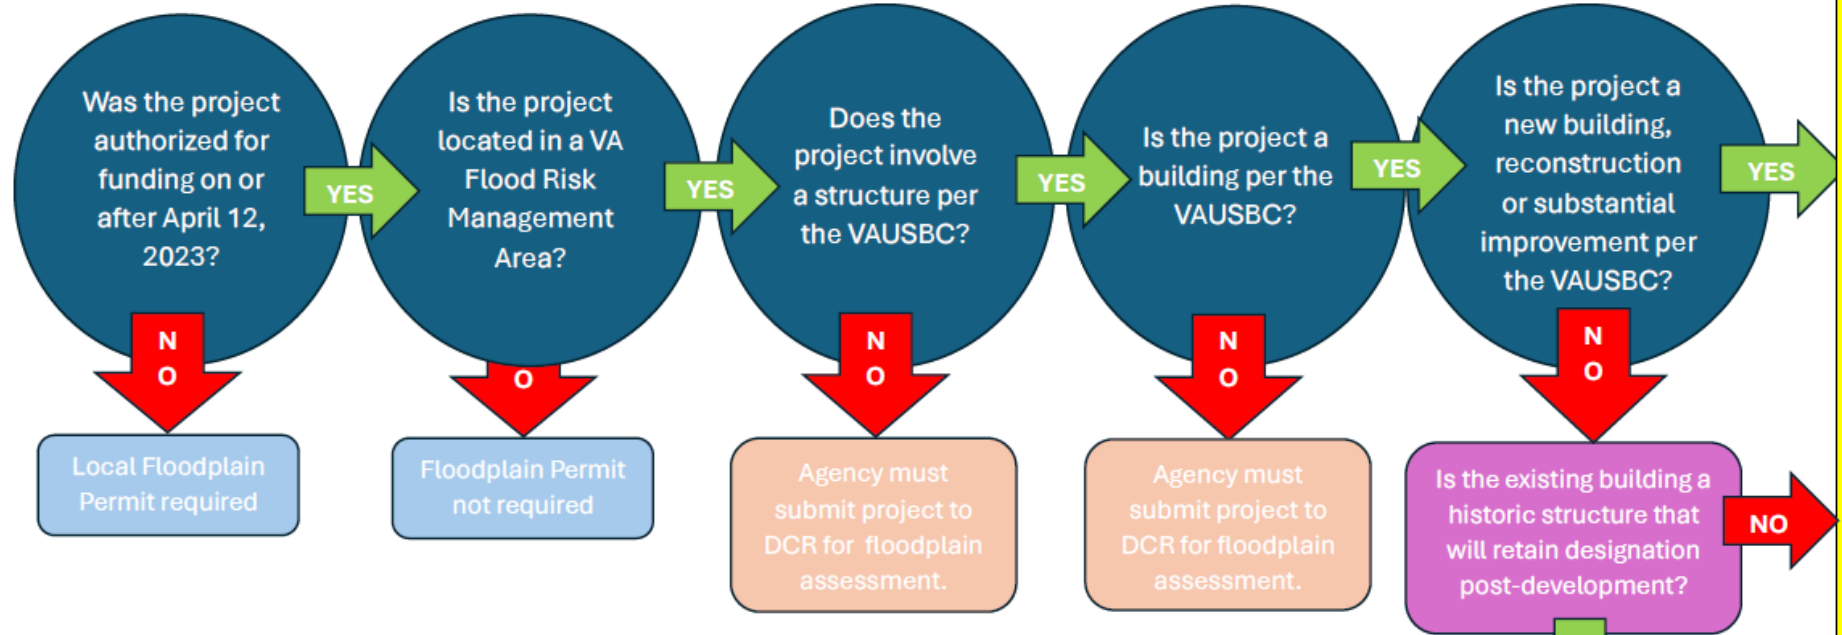 Was the project
authorized for
funding on or
after April 12,
2023?
YES
N
O
Local Floodplain
Permit required
Is the project
located in a VA
Flood Risk
Management
Area?
YES
O
Floodplain Permit
not required
Does the
project involve
a structure per
the VAUSBC?
YES
N
O
Agency must
submit project to
DCR for floodplain
assessment.
Is the project a
building per the
VAUSBC?
YES
N
O
Agency must
submit project to
DCR for floodplain
assessment.
Is the project a
new building,
reconstruction
or substantial
improvement per
the VAUSBC?
YES
N
O
Is the existing building a
historic structure that
will retain designation
post-development?
NO